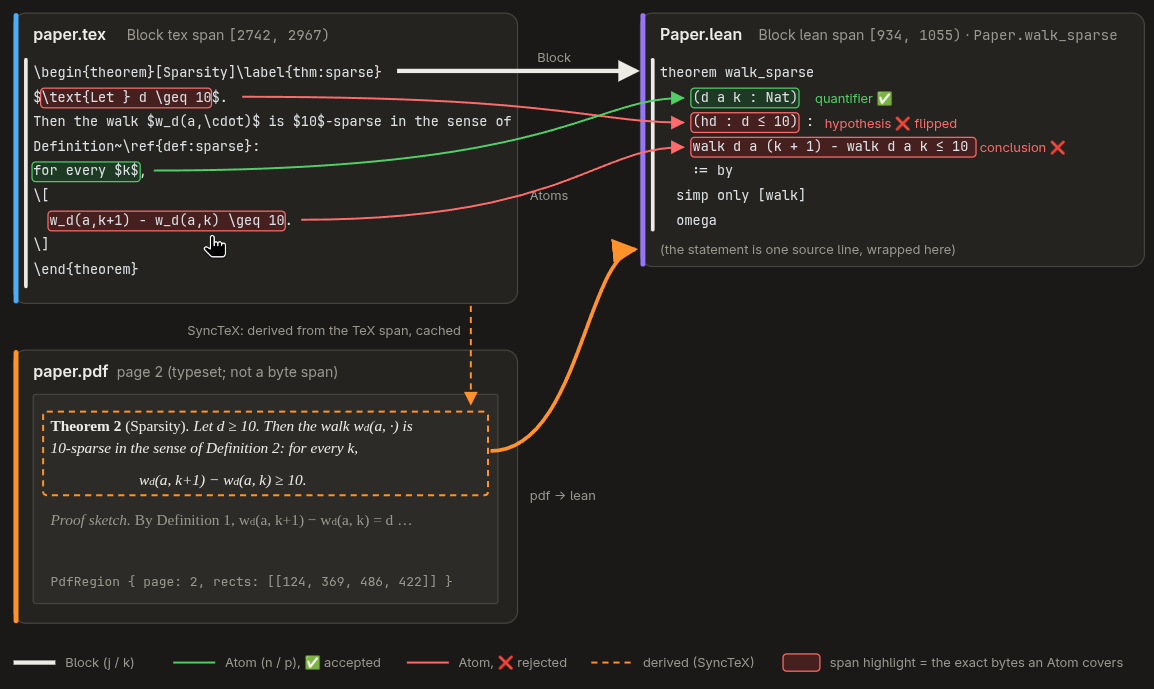 paper.tex Block tex span [2742, 2967)
\begin{theorem}[Sparsity]\label{thm:sparse}
$\text{Let } d \geq 10$.
Then the walk $w_d(a,\cdot)$ is $10$-sparse in the sense of
Definition~\ref{def:sparse}:
for every $k$,
\[
w_d(a,k+1) - w_d(a,k) \geq 10.
\]
\end{theorem}
Block
Atoms
Paper.lean Block lean span [934, 1055) · Paper.walk_sparse
theorem walk_sparse
(d a k : Nat) quantifier ✅
(hd : d ≤ 10) : hypothesis ❌ flipped
walk d a (k + 1) - walk d a k ≤ 10 conclusion ❌
:= by
simp only [walk]
omega
(the statement is one source line, wrapped here)
SyncTeX: derived from the TeX span, cached
paper.pdf page 2 (typeset; not a byte span)
Theorem 2 (Sparsity). Let d ≥ 10. Then the walk wd(a, ·) is
10-sparse in the sense of Definition 2: for every k,
wd(a, k+1) − wd(a, k) ≥ 10.
Proof sketch. By Definition 1, wd(a, k+1) − wd(a, k) = d …
PdfRegion { page: 2, rects: [[124, 369, 486, 422]] }
pdf → lean
Block (j / k) Atom (n / p), ✅ accepted Atom, ❌ rejected derived (SyncTeX) span highlight = the exact bytes an Atom covers